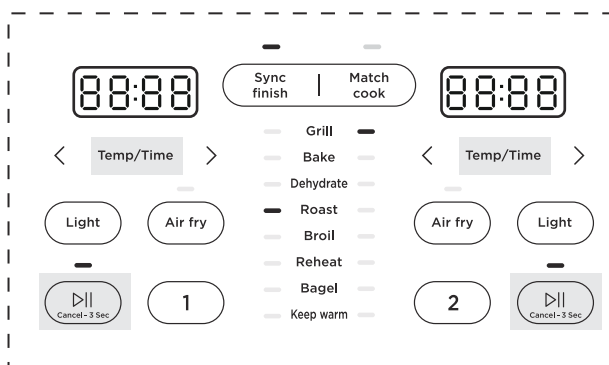 88:88
Sync finish
Match cook
88:88
Grill
< Temp/Time >
Bake
< Temp/Time >
Dehydrate
Roast
Light
Air fry
Air fry
Light
Broil
Reheat
Bagel
▷||
Cancel - 3 Sec
1
2
▷||
Cancel - 3 Sec
Keep warm